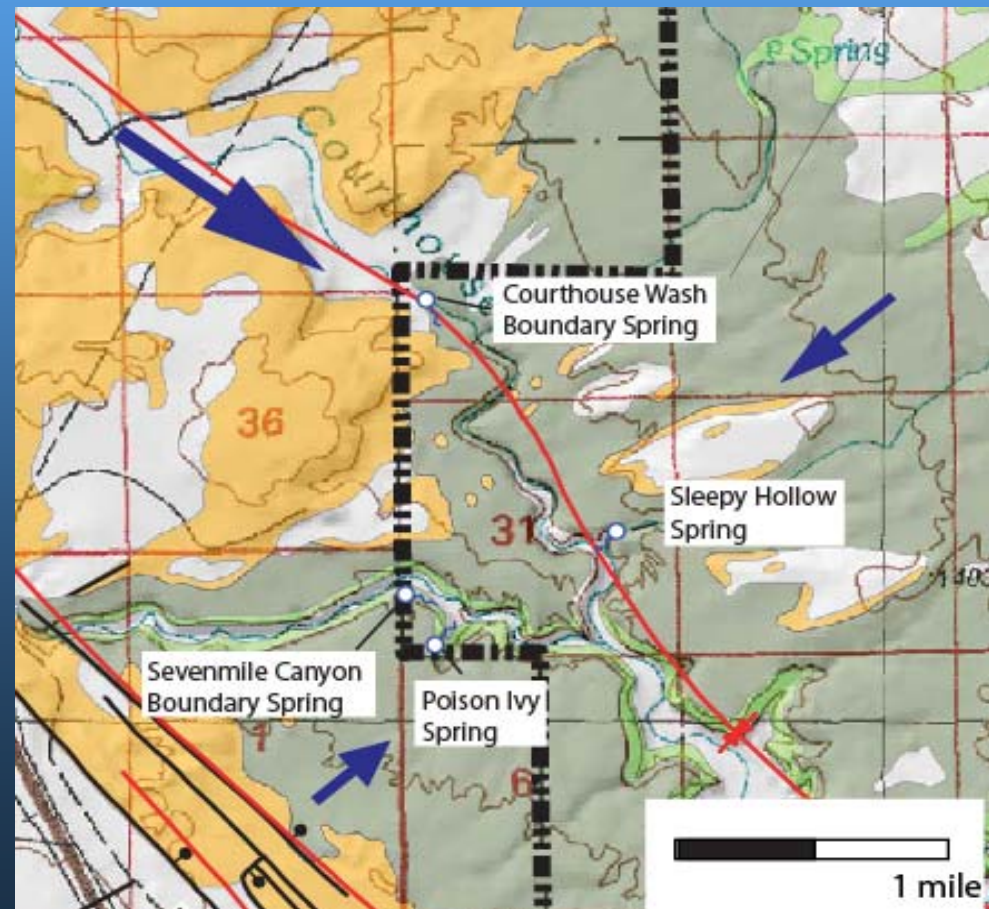 P Spring
Courthouse Wash
Boundary Spring
36
Sleepy Hollow
Spring
31
Sevenmile Canyon
Boundary Spring
Poison Ivy
Spring
1
6
1 mile